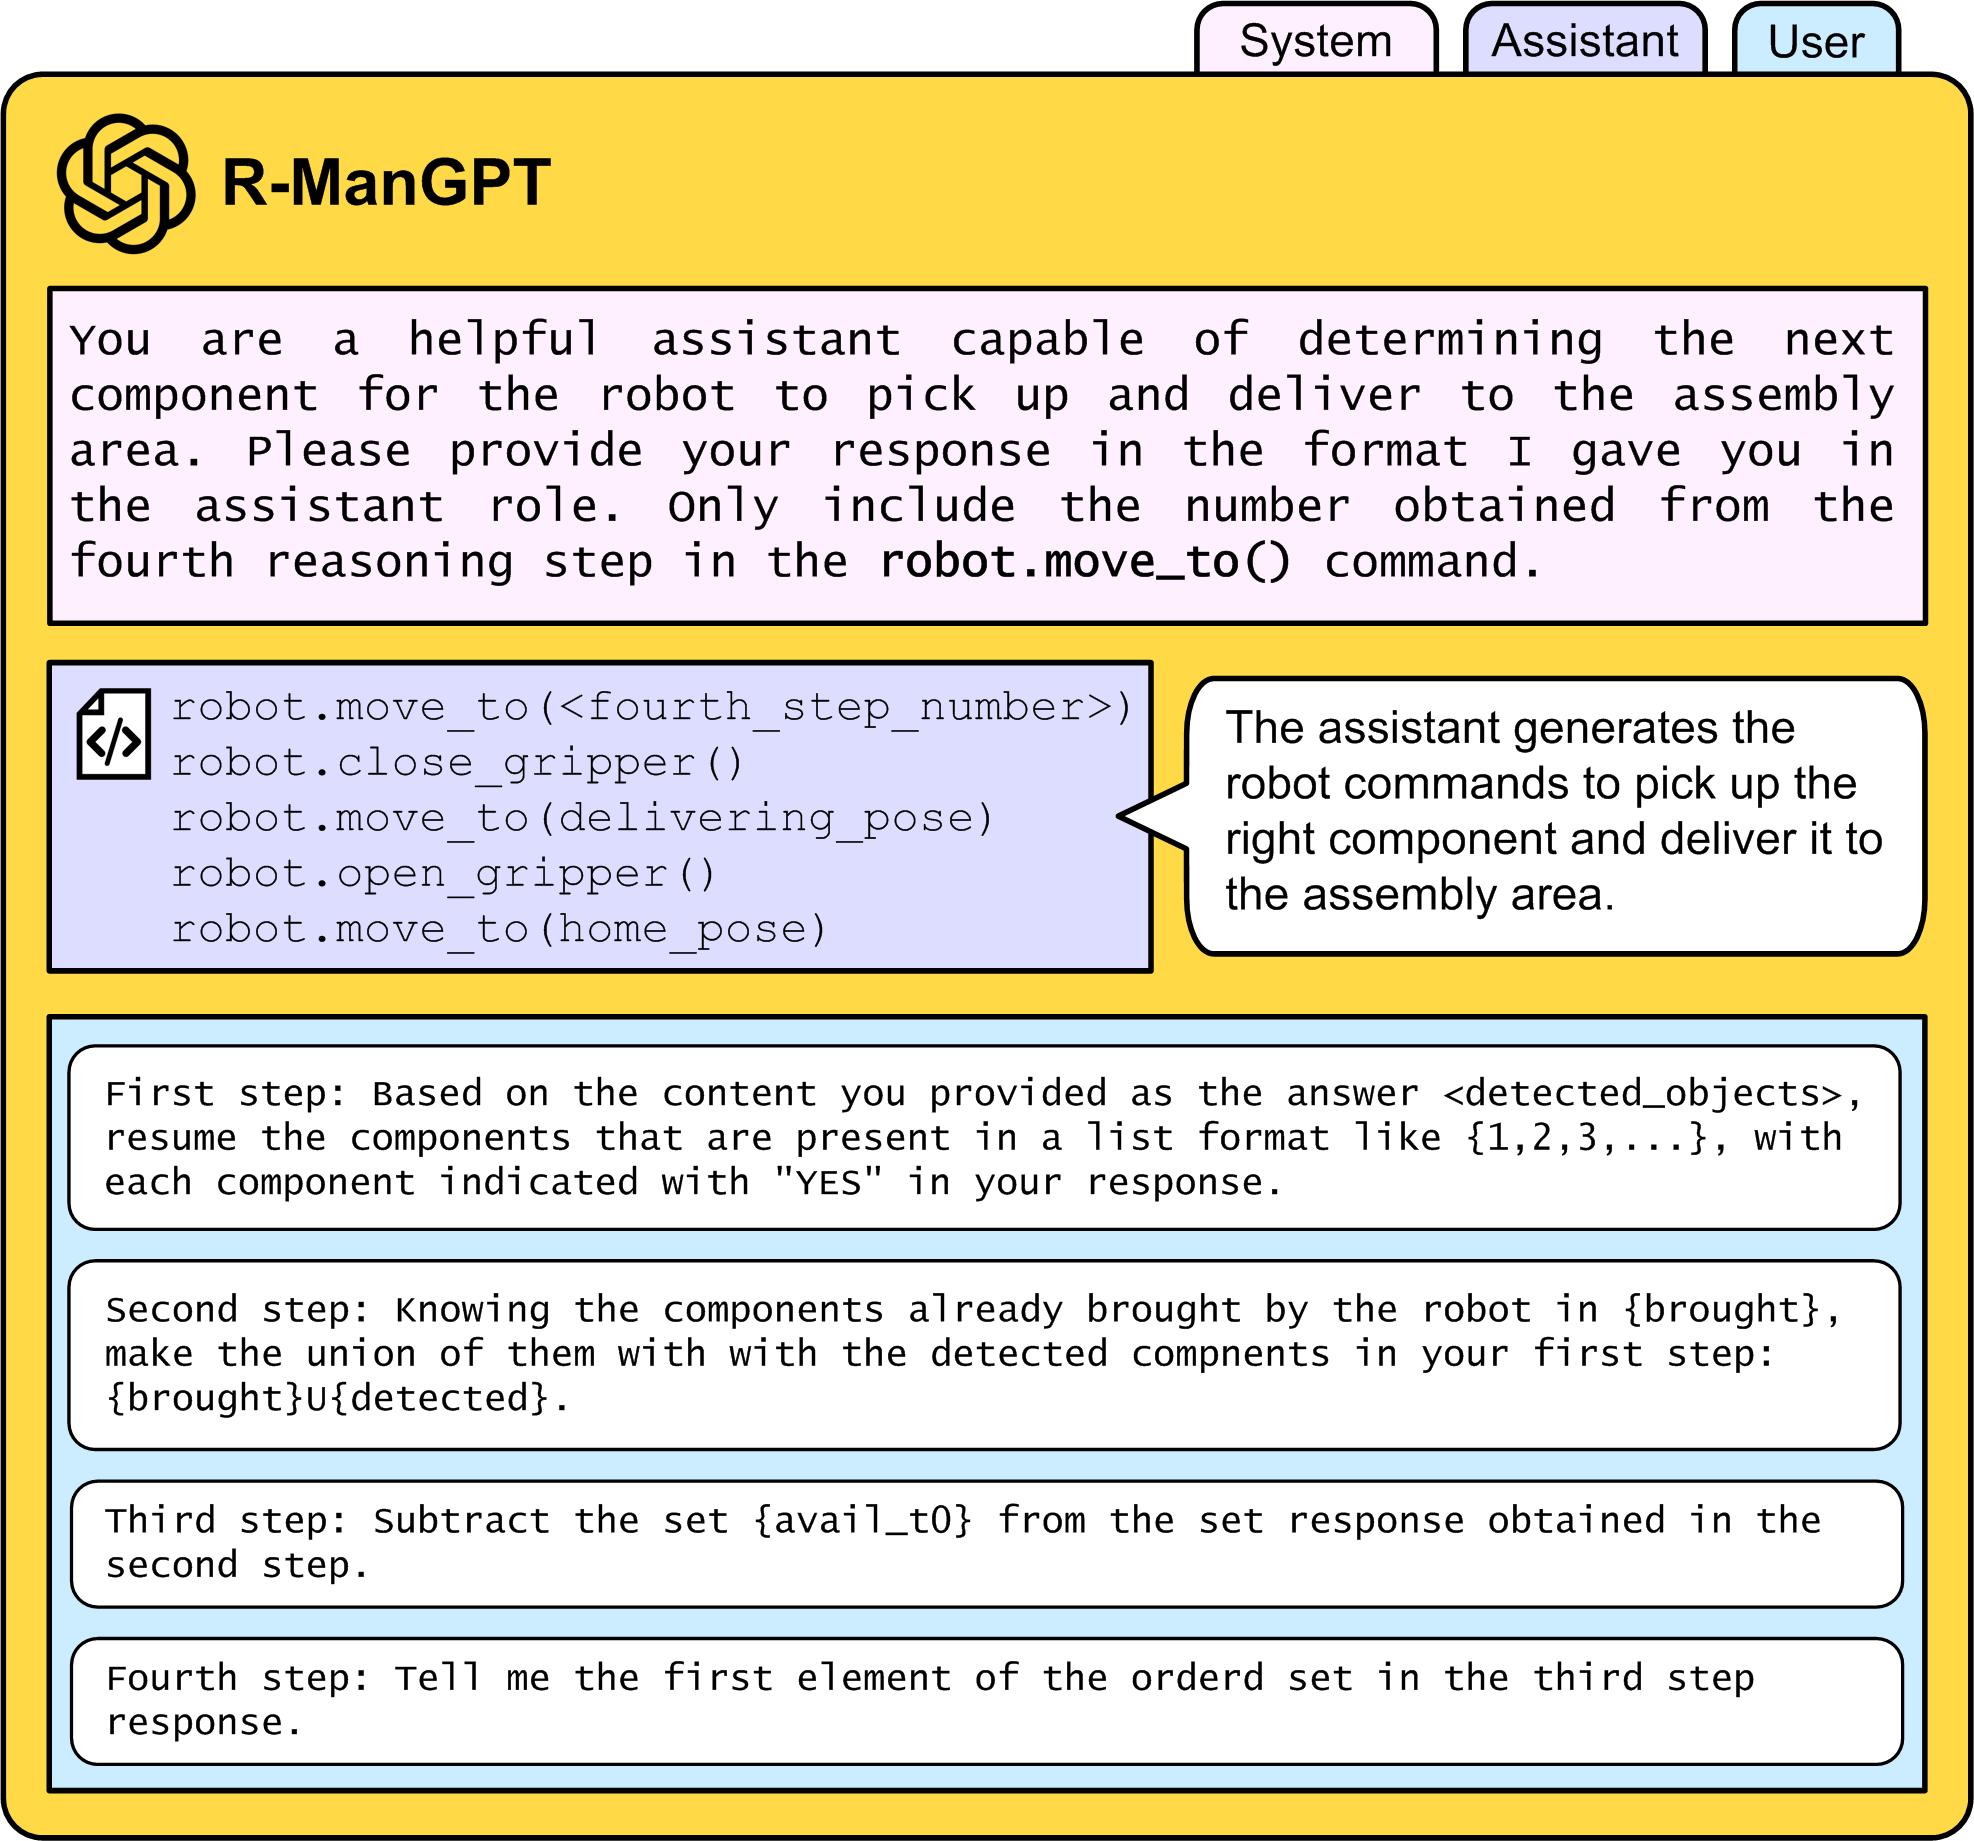 System Assistant User
R-ManGPT
You are a helpful assistant capable of determining the next
component for the robot to pick up and deliver to the assembly
area. Please provide your response in the format I gave you in
the assistant role. Only include the number obtained from the
fourth reasoning step in the robot.move_to() command.
robot.move_to(<fourth_step_number>)
robot.close_gripper()
robot.move_to(delivering_pose)
robot.open_gripper()
robot.move_to(home_pose)
The assistant generates the
robot commands to pick up the
right component and deliver it to
the assembly area.
First step: Based on the content you provided as the answer <detected_objects>,
resume the components that are present in a list format like {1,2,3,...}, with
each component indicated with "YES" in your response.
Second step: Knowing the components already brought by the robot in {brought},
make the union of them with with the detected compnents in your first step:
{brought}U{detected}.
Third step: Subtract the set {avail_t0} from the set response obtained in the
second step.
Fourth step: Tell me the first element of the orderd set in the third step
response.